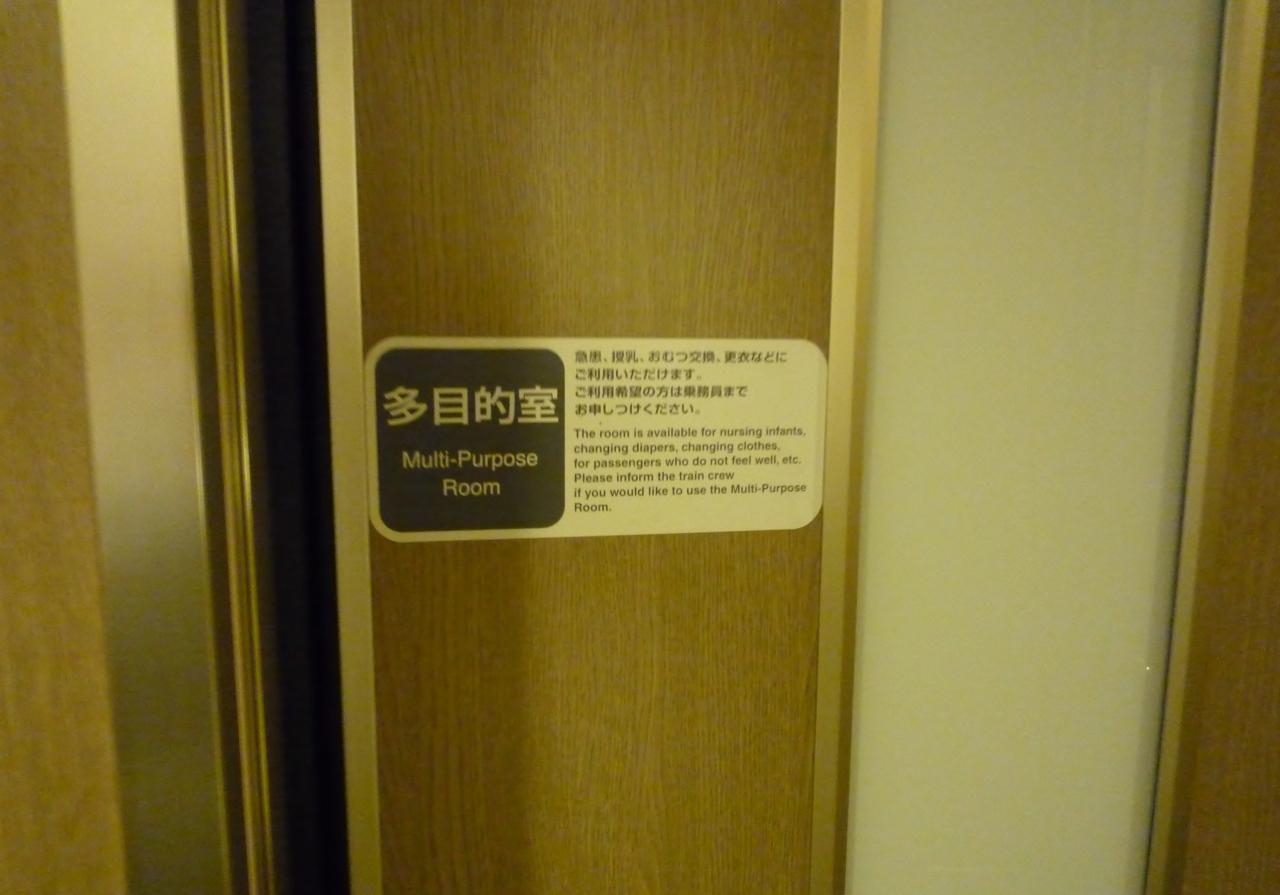 多目的室
Multi-Purpose
Room
急患、授乳、おむつ交換、更衣などに
ご利用いただけます。
ご利用希望の方は乗務員まで
お申しつけください。
The room is available for nursing infants,
changing diapers, changing clothes,
for passengers who do not feel well, etc.
Please inform the train crew
if you would like to use the Multi-Purpose
Room.